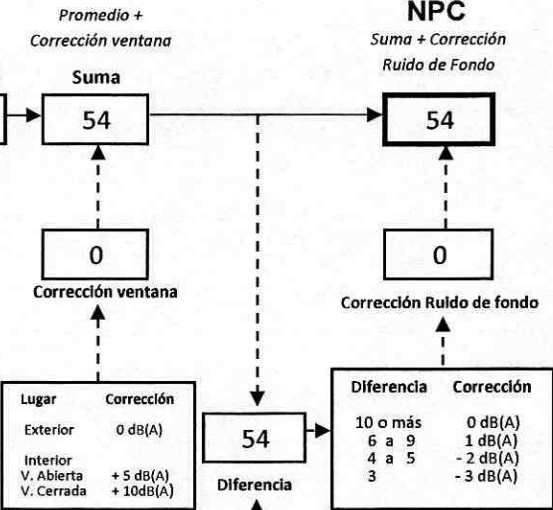 Promedio +
Corrección ventana
NPC
Suma + Corrección
Ruido de Fondo
Suma
54
54
0
Corrección ventana
0
Corrección Ruido de fondo
Lugar Corrección
Exterior 0 dB(A)
Interior
V. Abierta + 5 dB(A)
V. Cerrada + 10dB(A)
54
Diferencia
Diferencia Corrección
10 o más 0 dB(A)
6 a 9 1 dB(A)
4 a 5 - 2 dB(A)
3 - 3 dB(A)